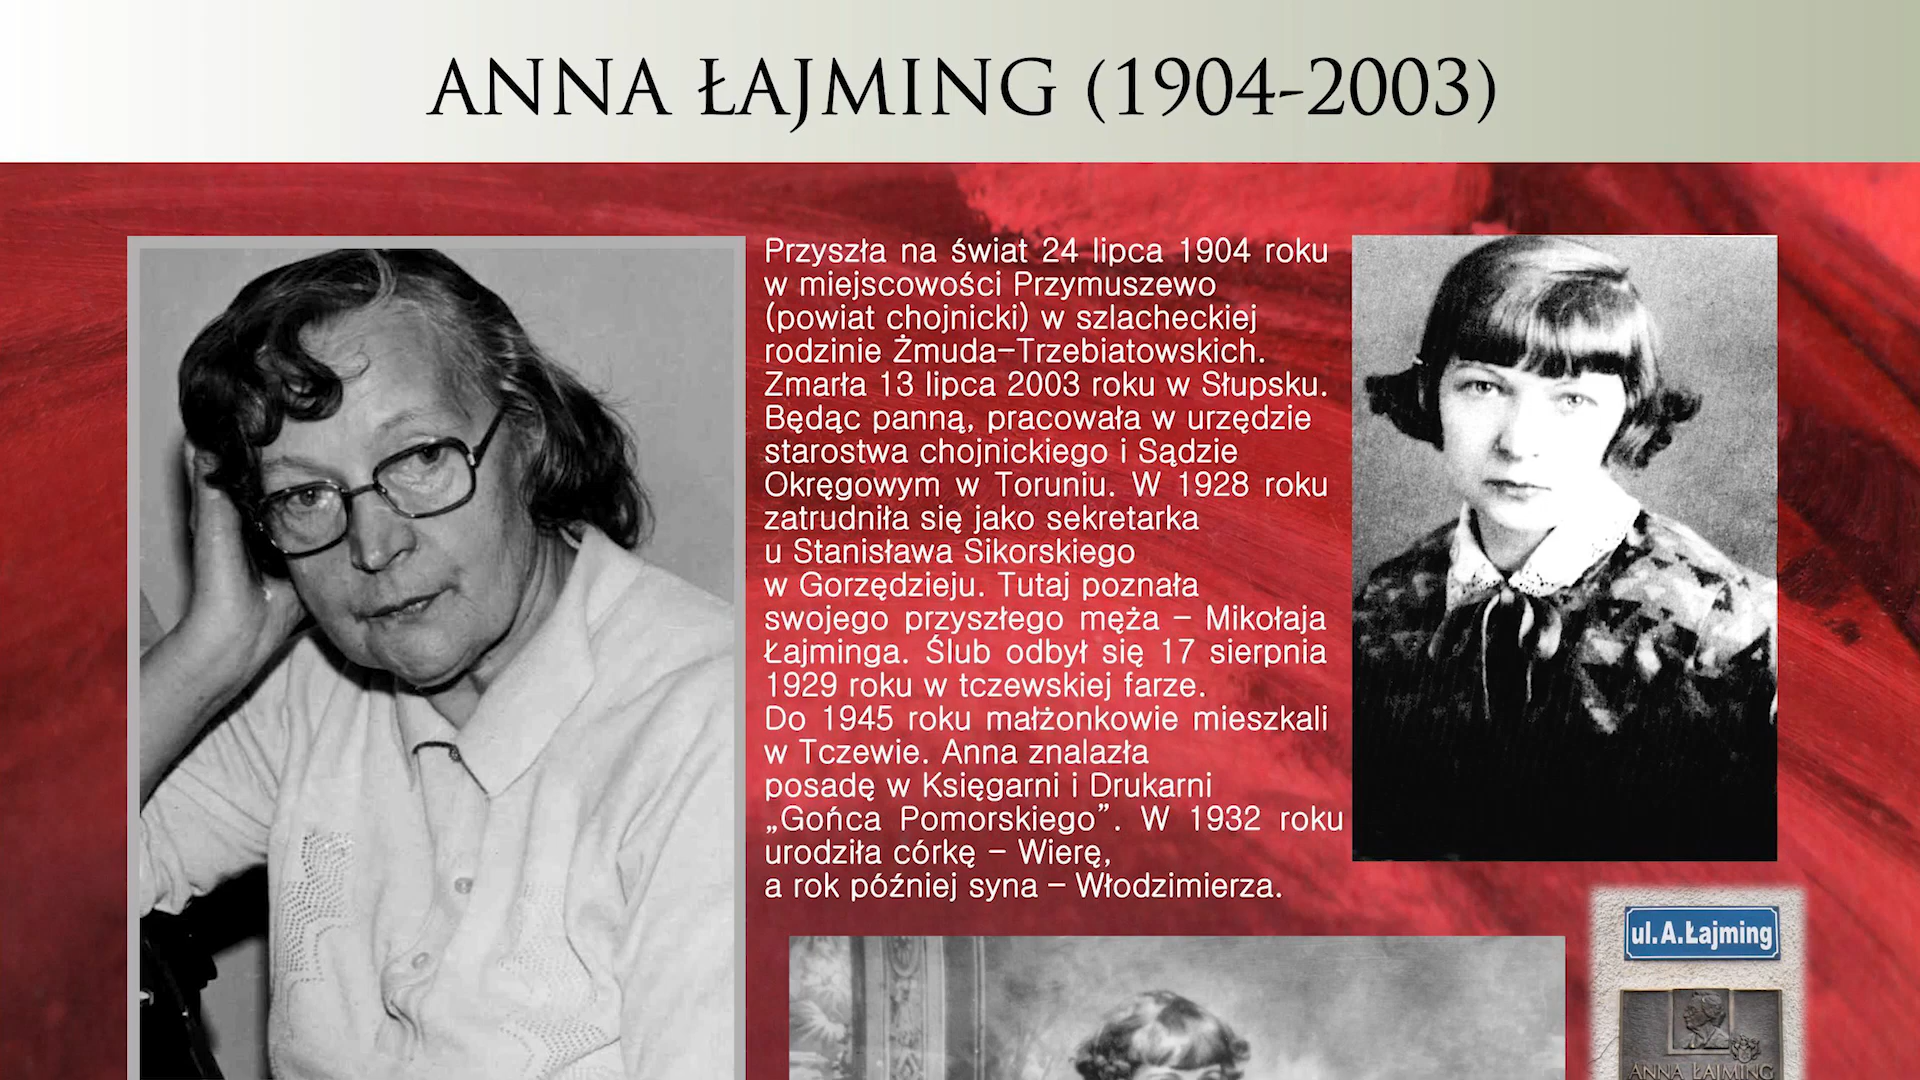 ANNA ŁAJMING (1904-2003)
Przyszła na świat 24 lipca 1904 roku
w miejscowości Przymuszewo
(powiat chojnicki) w szlacheckiej
rodzinie Żmuda-Trzebiatowskich.
Zmarła 13 lipca 2003 roku w Słupsku.
Będąc panną, pracowała w urzędzie
starostwa chojnickiego i Sądzie
Okręgowym w Toruniu. W 1928 roku
zatrudniła się jako sekretarka
u Stanisława Sikorskiego
w Gorzędzieju. Tutaj poznała
swojego przyszłego męża – Mikołaja
Łajminga. Ślub odbył się 17 sierpnia
1929 roku w tczewskiej farze.
Do 1945 roku małżonkowie mieszkali
w Tczewie. Anna znalazła
posadę w Księgarni i Drukarni
„Gońca Pomorskiego”. W 1932 roku
urodziła córkę – Wierę,
a rok później syna – Włodzimierza.
ul. A. Łajming
ANNA ŁAJMING